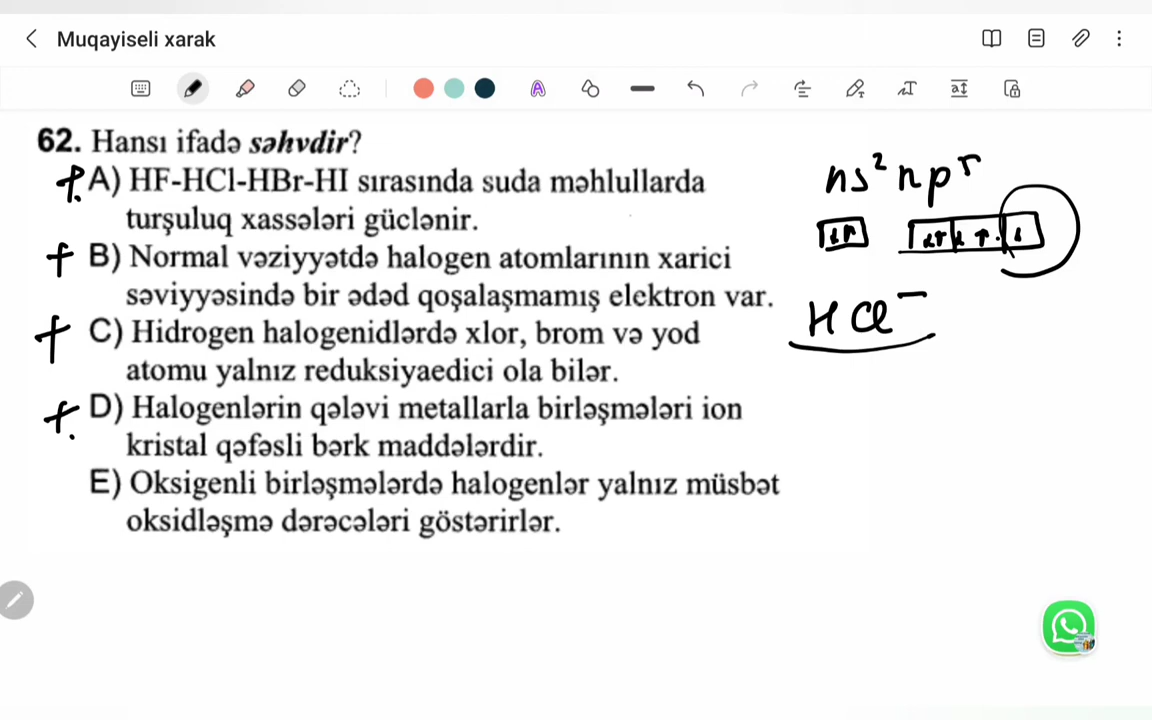 Muqayiseli xarak
62. Hansı ifadə səhvdir?
A) HF-HCl-HBr-HI sırasında suda məhlullarda
turşuluq xassələri güclənir.
B) Normal vəziyyətdə halogen atomlarının xarici
səviyyəsində bir ədəd qoşalaşmamış elektron var.
C) Hidrogen halogenidlərdə xlor, brom və yod
atomu yalnız reduksiyaedici ola bilər.
D) Halogenlərin qələvi metallarla birləşmələri ion
kristal qəfəsli bərk maddələrdir.
E) Oksigenli birləşmələrdə halogenlər yalnız müsbət
oksidləşmə dərəcələri göstərirlər.
ns² np⁵
HCl⁻